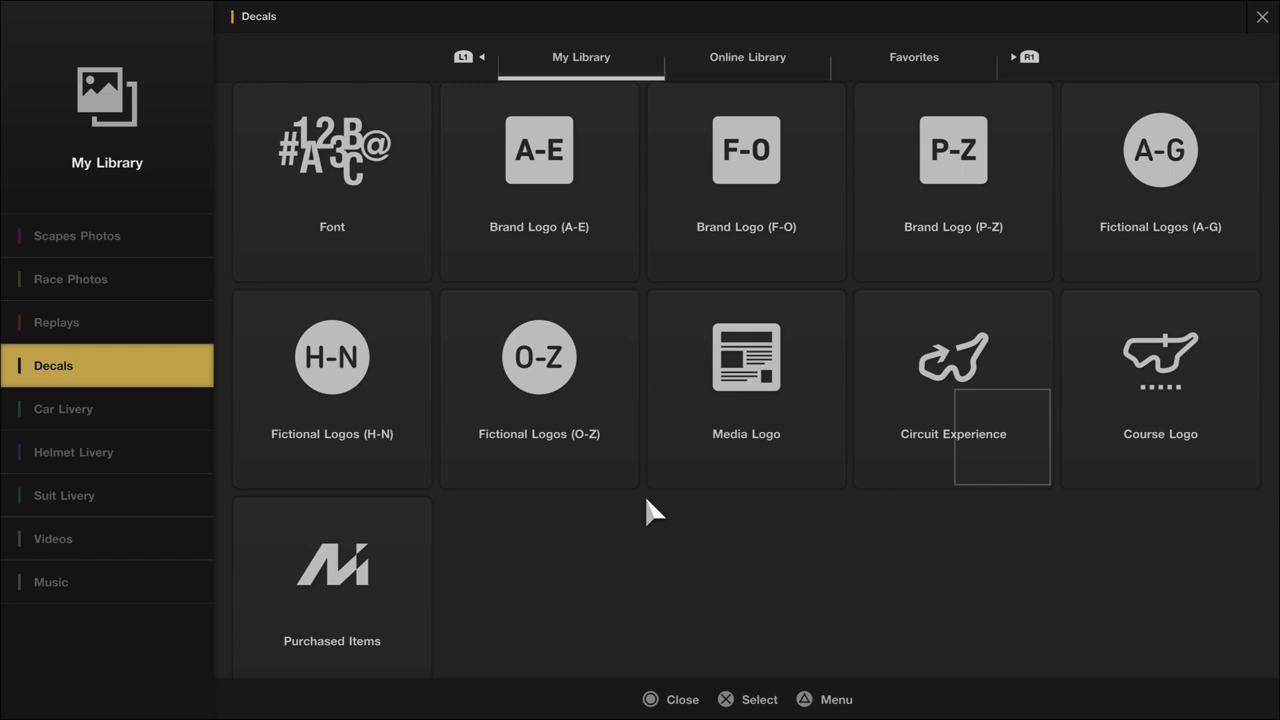 Decals
L1
My Library
Online Library
Favorites
R1
My Library
Scapes Photos
Race Photos
Replays
Decals
Car Livery
Helmet Livery
Suit Livery
Videos
Music
#123BA3C@
Font
A-E
Brand Logo (A-E)
F-O
Brand Logo (F-O)
P-Z
Brand Logo (P-Z)
A-G
Fictional Logos (A-G)
H-N
Fictional Logos (H-N)
O-Z
Fictional Logos (O-Z)
Media Logo
Circuit Experience
Course Logo
Purchased Items
Close
Select
Menu